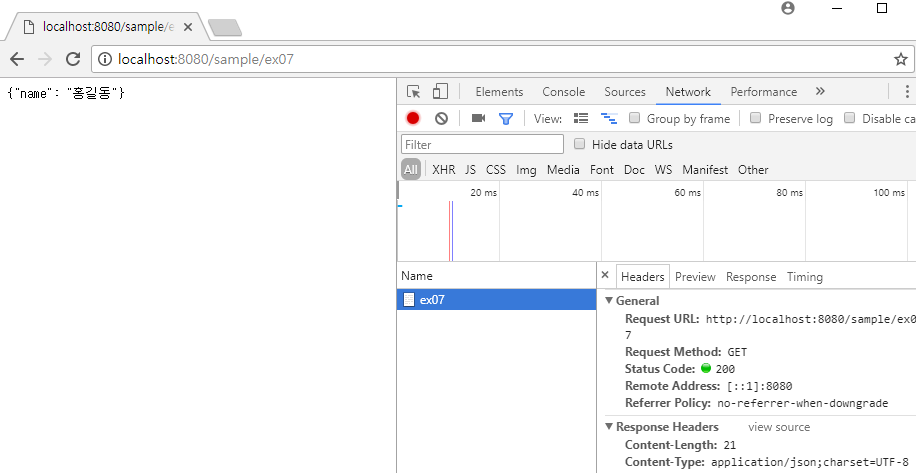 localhost:8080/sample/e
localhost:8080/sample/ex07
{"name": "홍길동"}
Elements Console Sources Network Performance »
View: Group by frame Preserve log Disable ca
Filter Hide data URLs
All XHR JS CSS Img Media Font Doc WS Manifest Other
20 ms 40 ms 60 ms 80 ms 100 ms
Name
ex07
× Headers Preview Response Timing
General
Request URL: http://localhost:8080/sample/ex0
7
Request Method: GET
Status Code: 200
Remote Address: [::1]:8080
Referrer Policy: no-referrer-when-downgrade
Response Headers view source
Content-Length: 21
Content-Type: application/json;charset=UTF-8